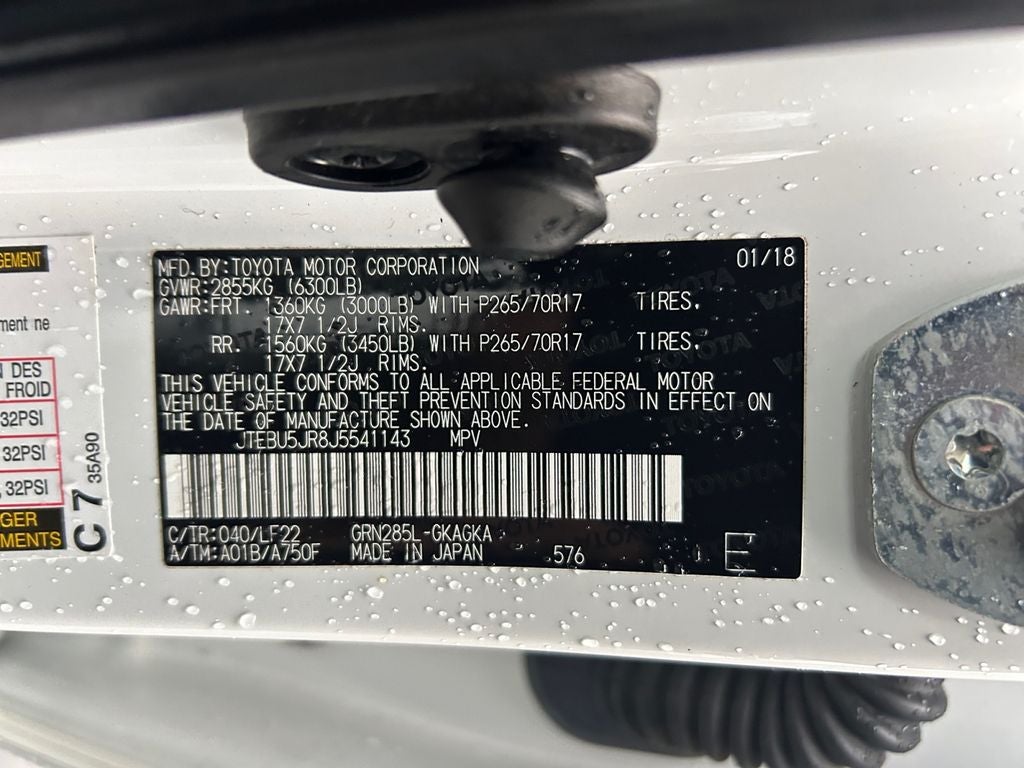 GEMENT
ment ne
N DES
FROID
32PSI
32PSI
, 32PSI
GER
EMENTS
C 7
35A90
MFD.BY:TOYOTA MOTOR CORPORATION 01/18
GVWR:2855KG (6300LB)
GAWR:FRT. 1360KG (3000LB) WITH P265/70R17 TIRES.
17X7 1/2J RIMS.
RR. 1560KG (3450LB) WITH P265/70R17 TIRES.
17X7 1/2J RIMS.
THIS VEHICLE CONFORMS TO ALL APPLICABLE FEDERAL MOTOR
VEHICLE SAFETY AND THEFT PREVENTION STANDARDS IN EFFECT ON
THE DATE OF MANUFACTURE SHOWN ABOVE.
JTEBU5JR8J5541143 MPV
C/TR:040/LF22 GRN285L-GKAGKA
A/TM:A01B/A750F MADE IN JAPAN .576 E